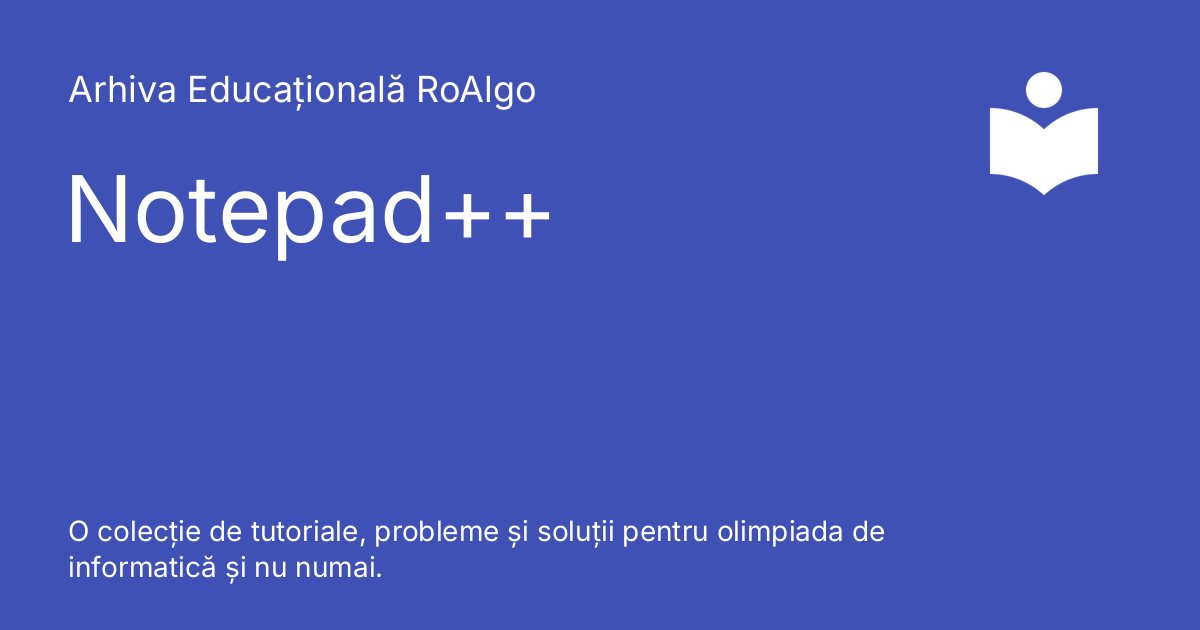 Arhiva Educațională RoAlgo
Notepad++
O colecție de tutoriale, probleme și soluții pentru olimpiada de
informatică și nu numai.